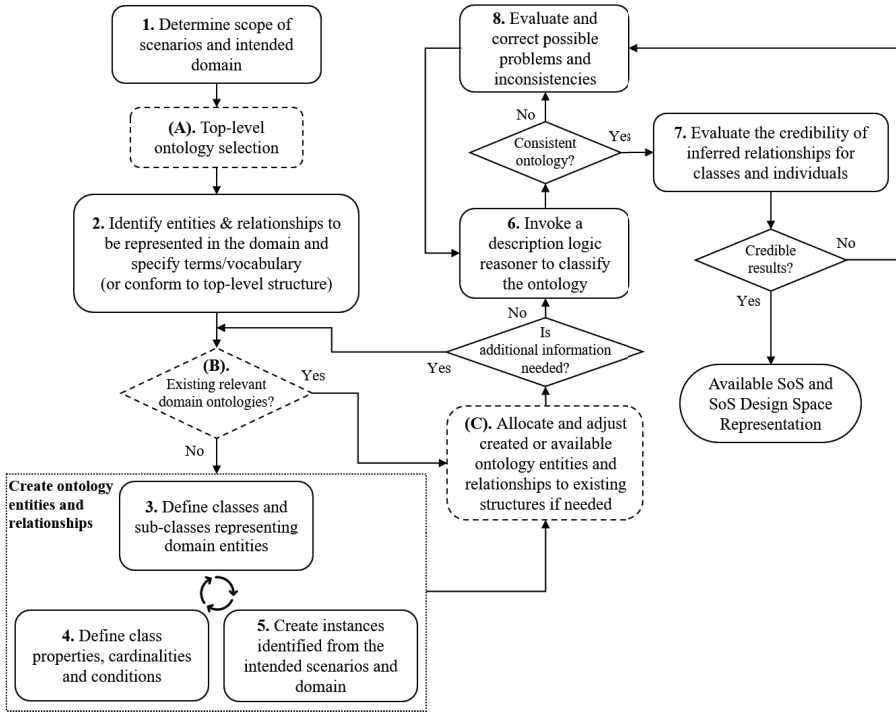 1. Determine scope of
scenarios and intended
domain
(A). Top-level
ontology selection
2. Identify entities & relationships to
be represented in the domain and
specify terms/vocabulary
(or conform to top-level structure)
(B).
Existing relevant
domain ontologies?
Yes
No
Create ontology
entities and
relationships
3. Define classes and
sub-classes representing
domain entities
4. Define class
properties, cardinalities
and conditions
5. Create instances
identified from the
intended scenarios and
domain
(C). Allocate and adjust
created or available
ontology entities and
relationships to existing
structures if needed
Is
additional information
needed?
Yes
No
6. Invoke a
description logic
reasoner to classify
the ontology
Consistent
ontology?
No
Yes
8. Evaluate and
correct possible
problems and
inconsistencies
7. Evaluate the credibility of
inferred relationships for
classes and individuals
Credible
results?
No
Yes
Available SoS and
SoS Design Space
Representation